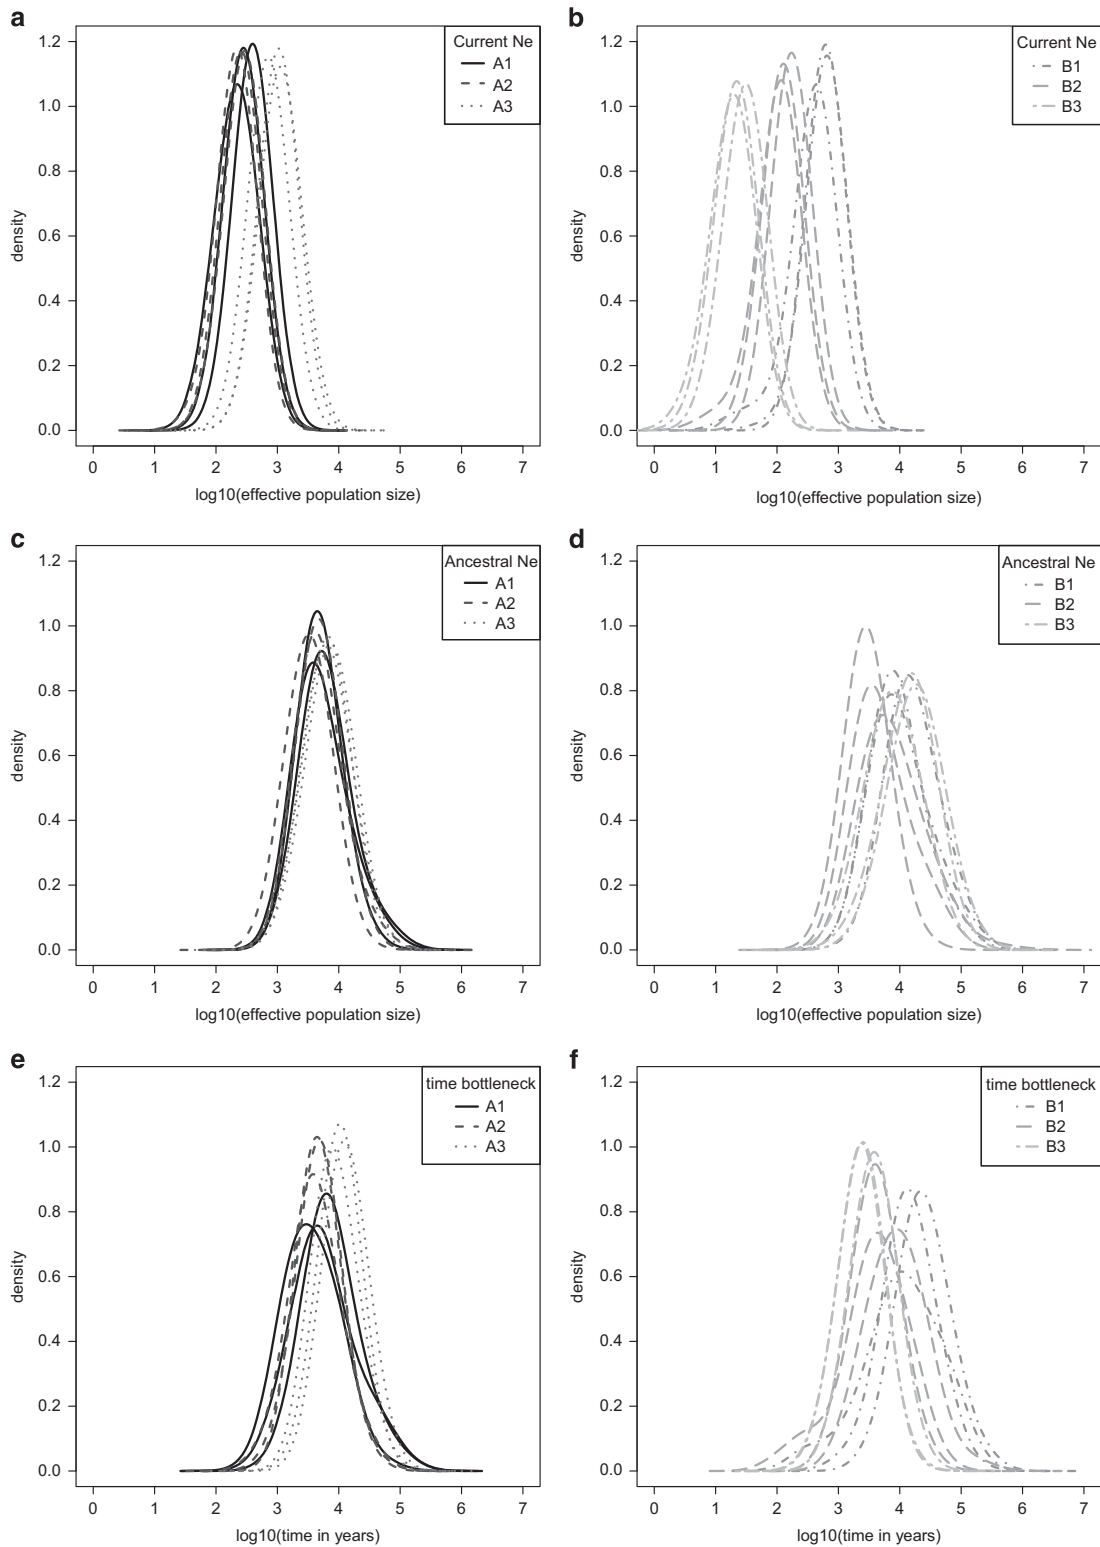 a
Current Ne
A1
A2
A3
1.2
1.0
0.8
0.6
0.4
0.2
0.0
density
0 1 2 3 4 5 6 7
log10(effective population size)
b
Current Ne
B1
B2
B3
1.2
1.0
0.8
0.6
0.4
0.2
0.0
density
0 1 2 3 4 5 6 7
log10(effective population size)
c
Ancestral Ne
A1
A2
A3
1.2
1.0
0.8
0.6
0.4
0.2
0.0
density
0 1 2 3 4 5 6 7
log10(effective population size)
d
Ancestral Ne
B1
B2
B3
1.2
1.0
0.8
0.6
0.4
0.2
0.0
density
0 1 2 3 4 5 6 7
log10(effective population size)
e
time bottleneck
A1
A2
A3
1.2
1.0
0.8
0.6
0.4
0.2
0.0
density
0 1 2 3 4 5 6 7
log10(time in years)
f
time bottleneck
B1
B2
B3
1.2
1.0
0.8
0.6
0.4
0.2
0.0
density
0 1 2 3 4 5 6 7
log10(time in years)